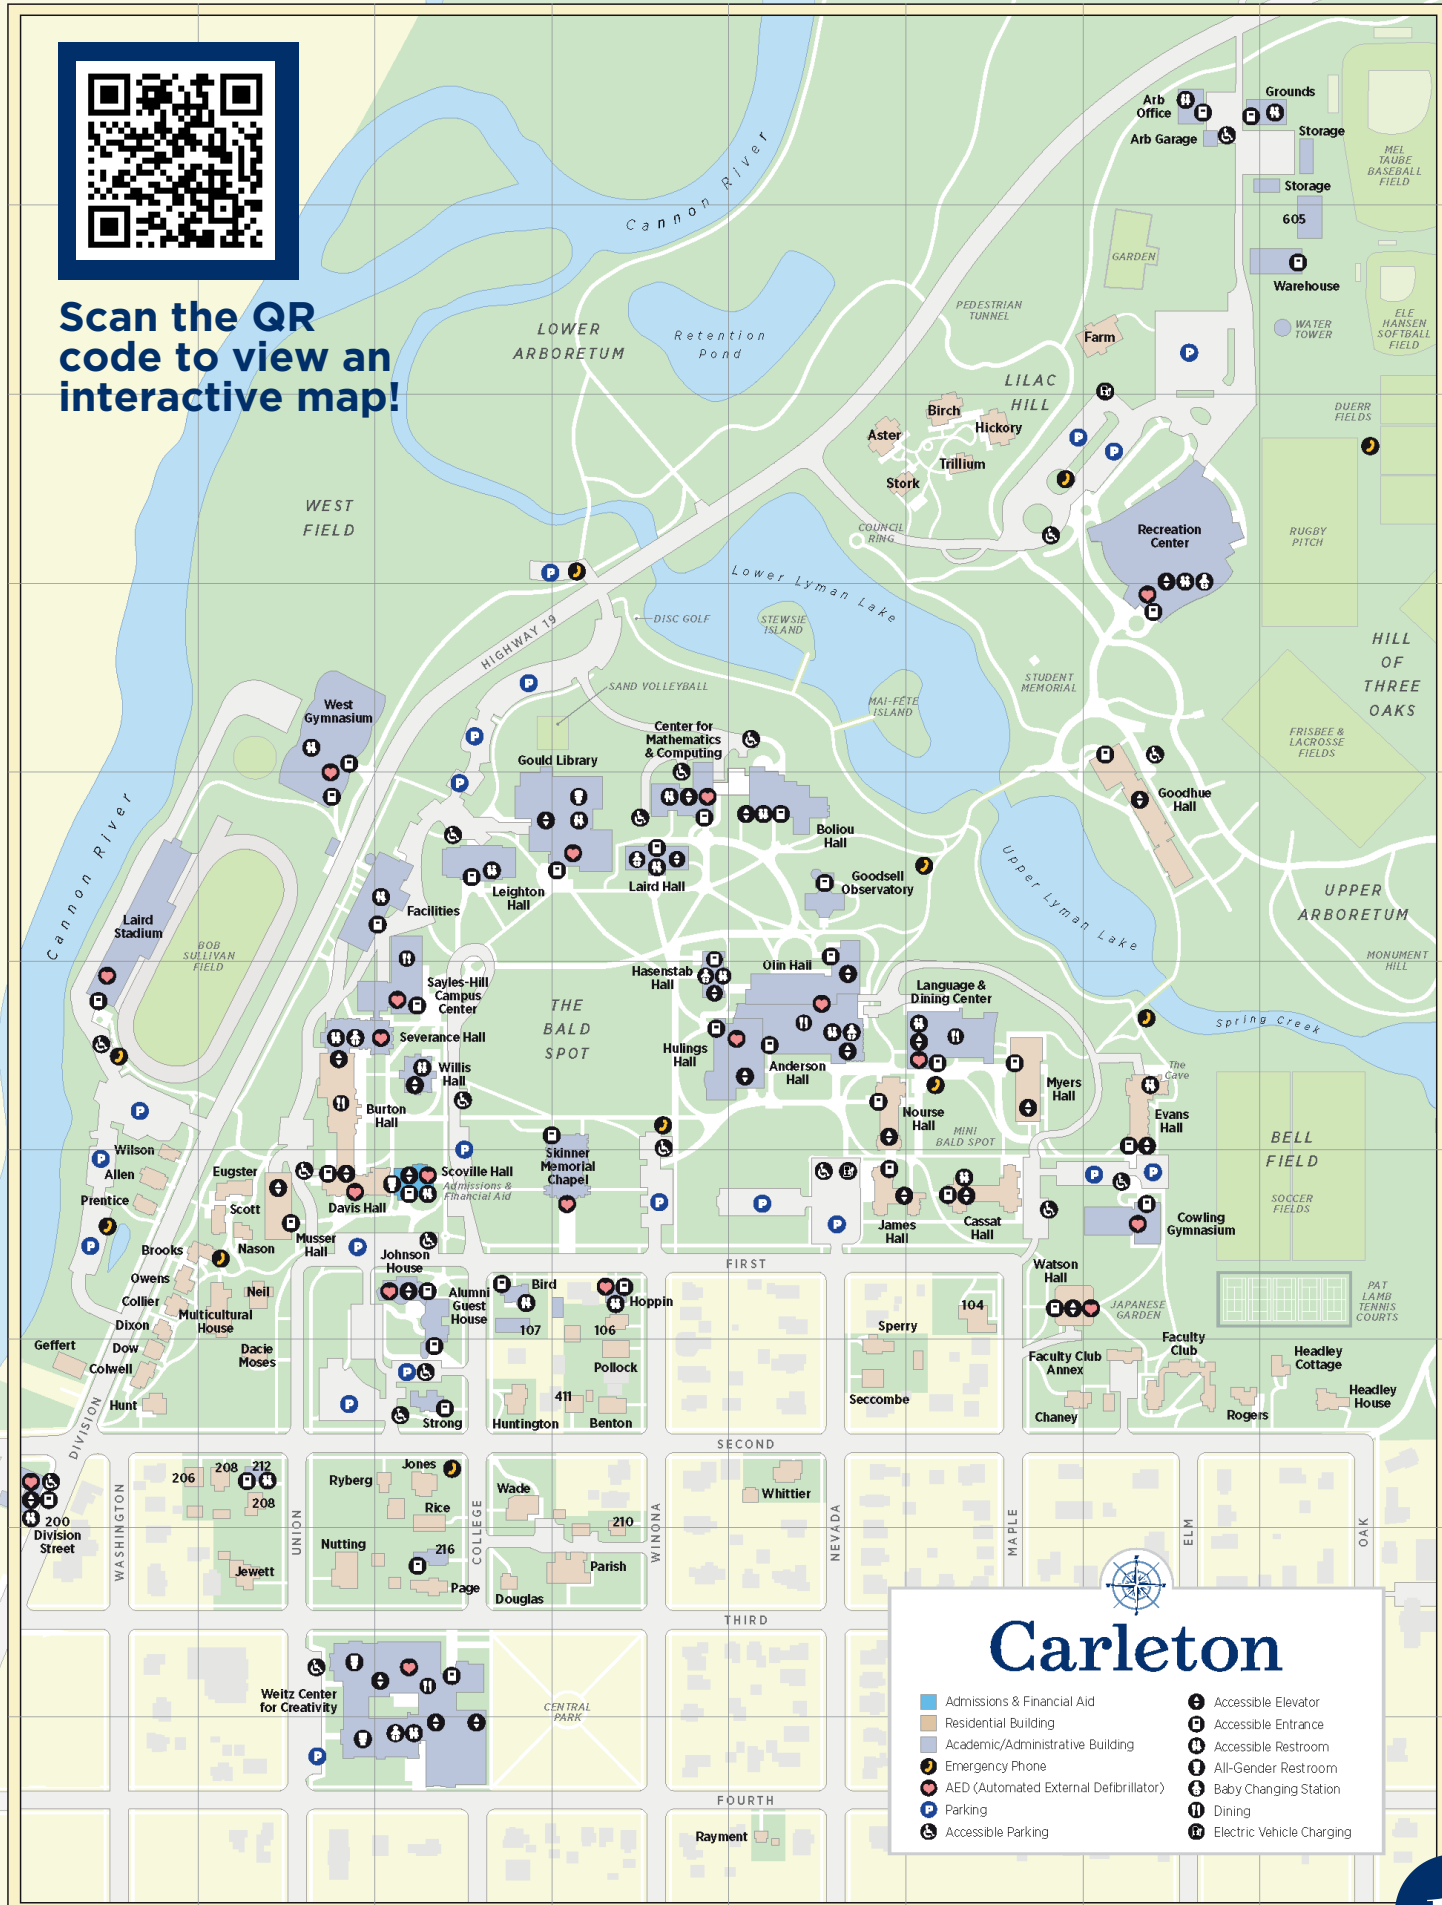 Scan the QR
code to view an
interactive map!
Cannon River
LOWER
ARBORETUM
Retention
Pond
WEST
FIELD
Arb
Office
Arb Garage
Grounds
Storage
Storage
605
Warehouse
MEL
TAUBE
BASEBALL
FIELD
GARDEN
PEDESTRIAN
TUNNEL
Farm
WATER
TOWER
ELE
HANSEN
SOFTBALL
FIELD
LILAC
HILL
Birch
Hickory
Aster
Trillium
Stork
DUERR
FIELDS
COUNCIL
RING
Recreation
Center
RUGBY
PITCH
Lower Lyman Lake
HIGHWAY 19
DISC GOLF
STEWSIE
ISLAND
HILL
OF
THREE
OAKS
SAND VOLLEYBALL
MAI-FÊTE
ISLAND
STUDENT
MEMORIAL
FRISBEE &
LACROSSE
FIELDS
West
Gymnasium
Gould Library
Center for
Mathematics
& Computing
Goodhue
Hall
Boliou
Hall
Cannon River
Leighton
Hall
Laird Hall
Goodsell
Observatory
Upper Lyman Lake
UPPER
ARBORETUM
MONUMENT
HILL
Laird
Stadium
BOB
SULLIVAN
FIELD
Facilities
Sayles-Hill
Campus
Center
THE
BALD
SPOT
Hasenstab
Hall
Olin Hall
Language &
Dining Center
Spring Creek
Severance Hall
Hulings
Hall
Anderson
Hall
Willis
Hall
Burton
Hall
Nourse
Hall
MINI
BALD SPOT
Myers
Hall
The
Cave
Evans
Hall
BELL
FIELD
SOCCER
FIELDS
Wilson
Allen
Prentice
Eugster
Scott
Nason
Brooks
Musser
Hall
Davis Hall
Scoville Hall
Admissions &
Financial Aid
Skinner
Memorial
Chapel
James
Hall
Cassat
Hall
Cowling
Gymnasium
Johnson
House
FIRST
Owens
Collier
Dixon
Dow
Colwell
Hunt
Geffert
Multicultural
House
Neil
Dacie
Moses
Alumni
Guest
House
Bird
107
Hoppin
106
Pollock
411
Huntington
Benton
Strong
Sperry
Seccombe
104
Watson
Hall
JAPANESE
GARDEN
Faculty Club
Annex
Faculty
Club
Chaney
Rogers
Headley
Cottage
Headley
House
PAT
LAMB
TENNIS
COURTS
DIVISION
SECOND
200
Division
Street
WASHINGTON
206
208
212
208
Jewett
UNION
Ryberg
Jones
Rice
Nutting
216
Page
COLLEGE
Wade
210
Parish
Douglas
WINONA
Whittier
NEVADA
MAPLE
ELM
OAK
THIRD
Weitz Center
for Creativity
CENTRAL
PARK
FOURTH
Rayment
Carleton
Admissions & Financial Aid
Residential Building
Academic/Administrative Building
Emergency Phone
AED (Automated External Defibrillator)
Parking
Accessible Parking
Accessible Elevator
Accessible Entrance
Accessible Restroom
All-Gender Restroom
Baby Changing Station
Dining
Electric Vehicle Charging